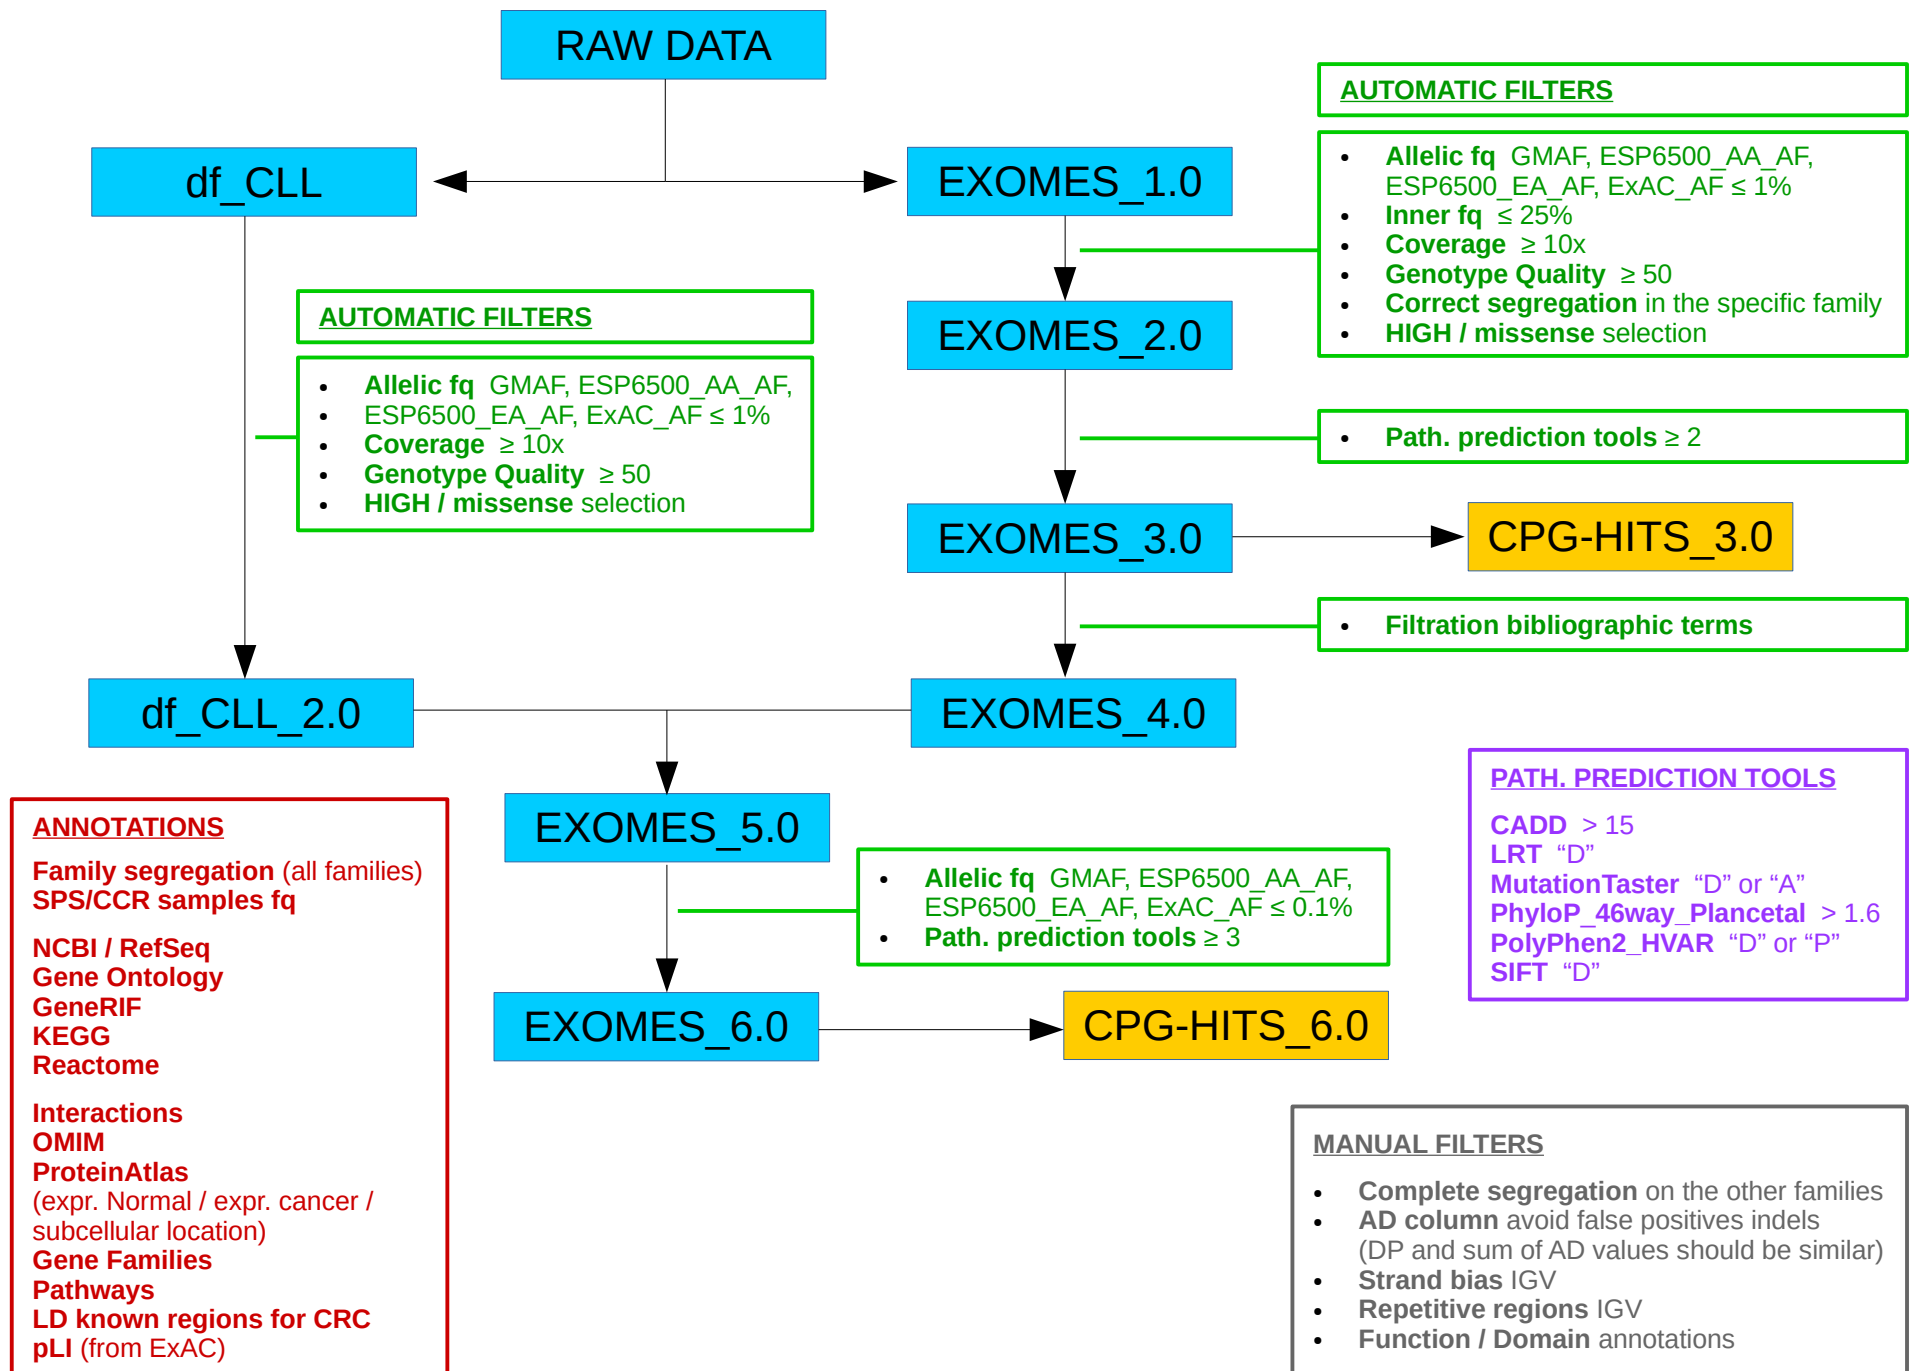 RAW DATA
df_CLL
EXOMES_1.0
AUTOMATIC FILTERS
• Allelic fq GMAF, ESP6500_AA_AF,
ESP6500_EA_AF, ExAC_AF ≤ 1%
• Inner fq ≤ 25%
• Coverage ≥ 10x
• Genotype Quality ≥ 50
• Correct segregation in the specific family
• HIGH / missense selection
AUTOMATIC FILTERS
• Allelic fq GMAF, ESP6500_AA_AF,
• ESP6500_EA_AF, ExAC_AF ≤ 1%
• Coverage ≥ 10x
• Genotype Quality ≥ 50
• HIGH / missense selection
EXOMES_2.0
• Path. prediction tools ≥ 2
EXOMES_3.0
CPG-HITS_3.0
• Filtration bibliographic terms
df_CLL_2.0
EXOMES_4.0
EXOMES_5.0
• Allelic fq GMAF, ESP6500_AA_AF,
ESP6500_EA_AF, ExAC_AF ≤ 0.1%
• Path. prediction tools ≥ 3
EXOMES_6.0
CPG-HITS_6.0
PATH. PREDICTION TOOLS
CADD > 15
LRT “D”
MutationTaster “D” or “A”
PhyloP_46way_Plancetal > 1.6
PolyPhen2_HVAR “D” or “P”
SIFT “D”
ANNOTATIONS
Family segregation (all families)
SPS/CCR samples fq
NCBI / RefSeq
Gene Ontology
GeneRIF
KEGG
Reactome
Interactions
OMIM
ProteinAtlas
(expr. Normal / expr. cancer /
subcellular location)
Gene Families
Pathways
LD known regions for CRC
pLI (from ExAC)
MANUAL FILTERS
• Complete segregation on the other families
• AD column avoid false positives indels
(DP and sum of AD values should be similar)
• Strand bias IGV
• Repetitive regions IGV
• Function / Domain annotations